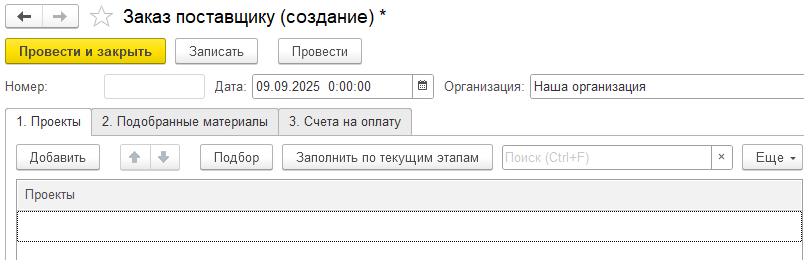 Заказ поставщику (создание) *
Провести и закрыть Записать Провести
Номер: Дата: 09.09.2025 0:00:00 Организация: Наша организация
1. Проекты 2. Подобранные материалы 3. Счета на оплату
Добавить Подбор Заполнить по текущим этапам Поиск (Ctrl+F) × Еще
Проекты